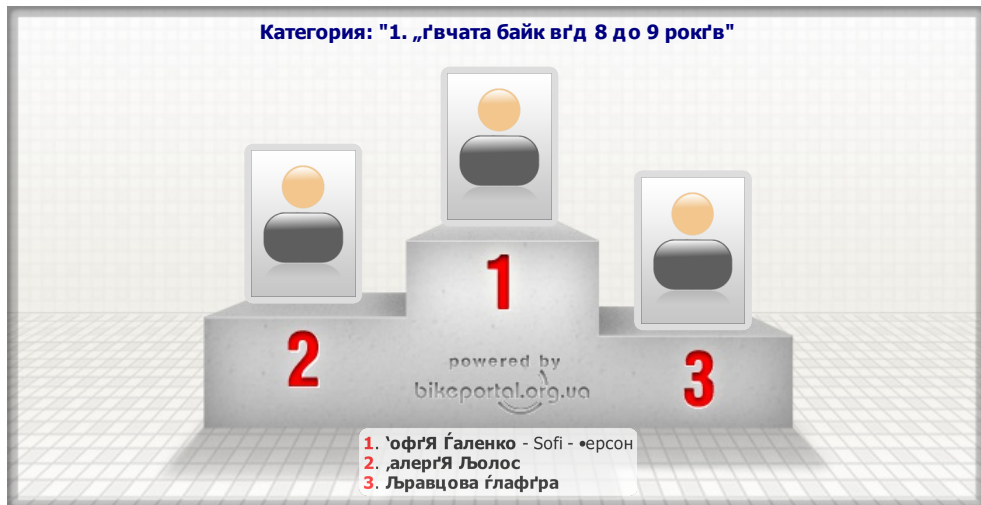 Категория: "1. „ґвчата байк вґд 8 до 9 рокґв"
1
2
3
powered by
bikeportal.org.ua
1. ‘офґЯ Ѓаленко - Sofi - •ерсон
2. ‚алерґЯ Љолос
3. Љравцова ѓлафґра